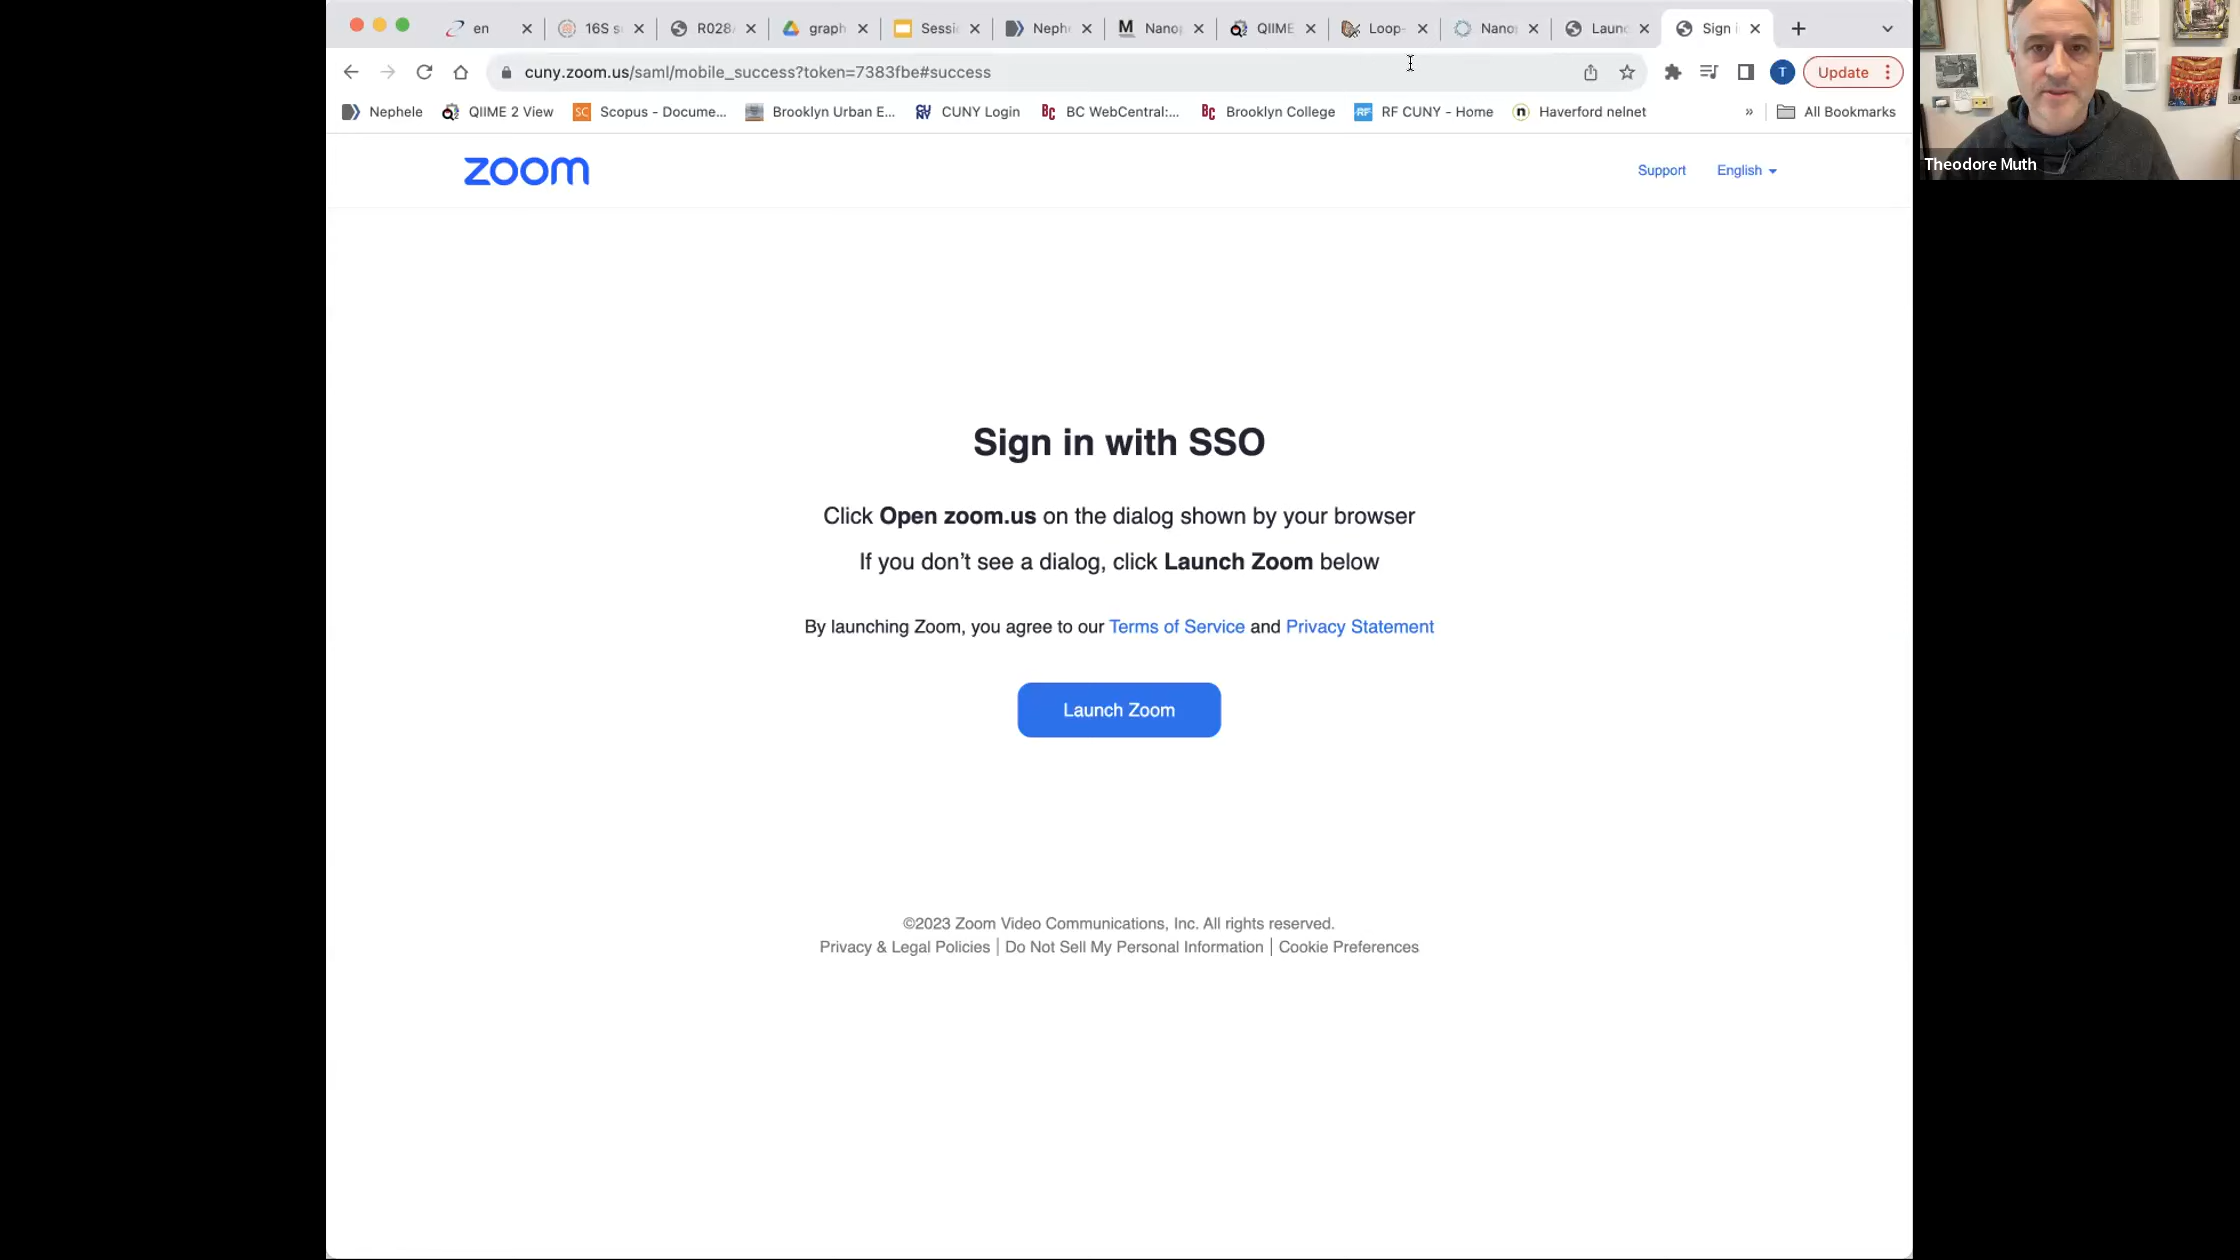 en
16S s
R028
graph
Sessi
Neph
Nano
QIIME
Loop-
Nano
Laun
Sign i
cuny.zoom.us/saml/mobile_success?token=7383fbe#success
T
Update
Nephele
QIIME 2 View
SC
Scopus - Docume...
Brooklyn Urban E...
CUNY Login
BC
BC WebCentral:...
BC
Brooklyn College
RF
RF CUNY - Home
n
Haverford nelnet
»
All Bookmarks
Theodore Muth
zoom
Support
English
Sign in with SSO
Click Open zoom.us on the dialog shown by your browser
If you don’t see a dialog, click Launch Zoom below
By launching Zoom, you agree to our Terms of Service and Privacy Statement
Launch Zoom
©2023 Zoom Video Communications, Inc. All rights reserved.
Privacy & Legal Policies | Do Not Sell My Personal Information | Cookie Preferences